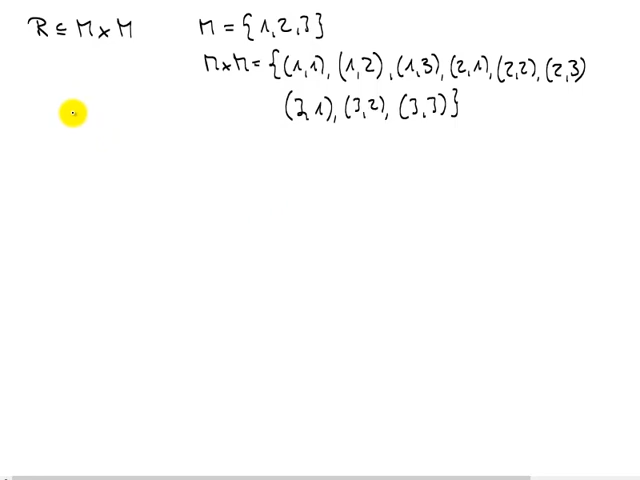 R ⊆ M × M    M = {1, 2, 3}
M × M = {(1, 1), (1, 2), (1, 3), (2, 1), (2, 2), (2, 3)
(3, 1), (3, 2), (3, 3)}